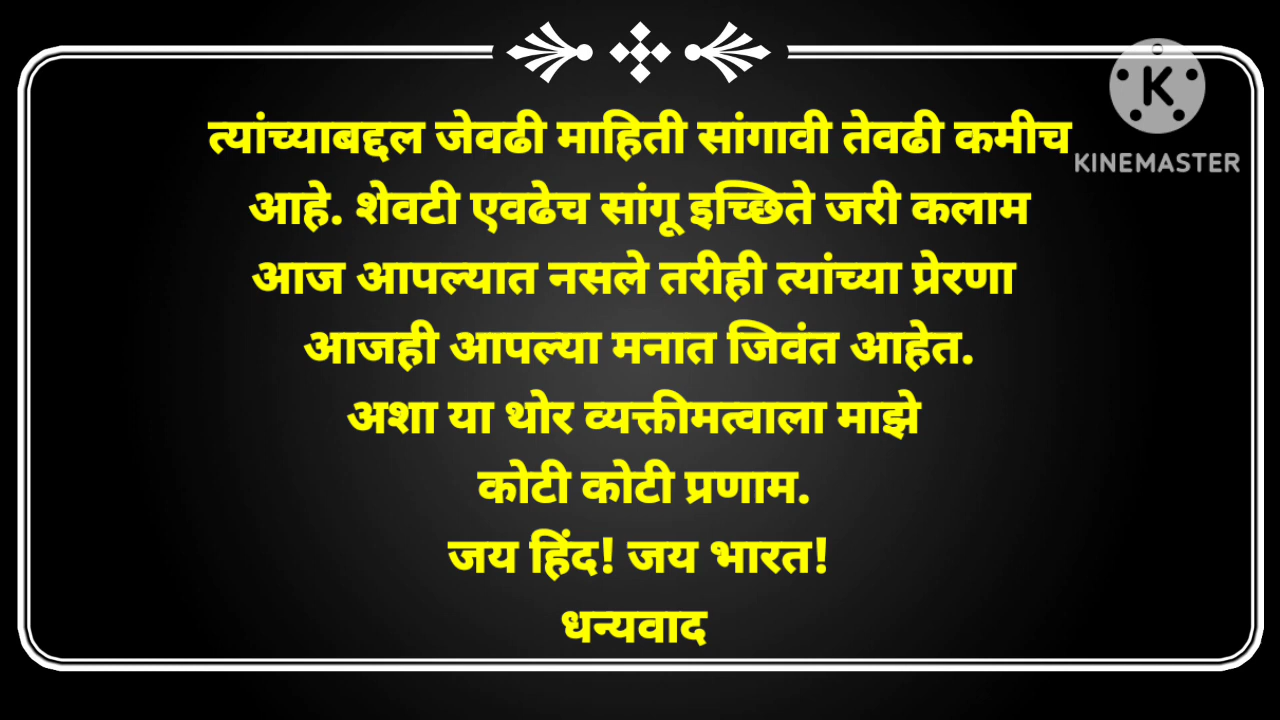 त्यांच्याबद्दल जेवढी माहिती सांगावी तेवढी कमीच
आहे. शेवटी एवढेच सांगू इच्छिते जरी कलाम
आज आपल्यात नसले तरीही त्यांच्या प्रेरणा
आजही आपल्या मनात जिवंत आहेत.
अशा या थोर व्यक्तीमत्वाला माझे
कोटी कोटी प्रणाम.
जय हिंद! जय भारत!
धन्यवाद
K
KINEMASTER